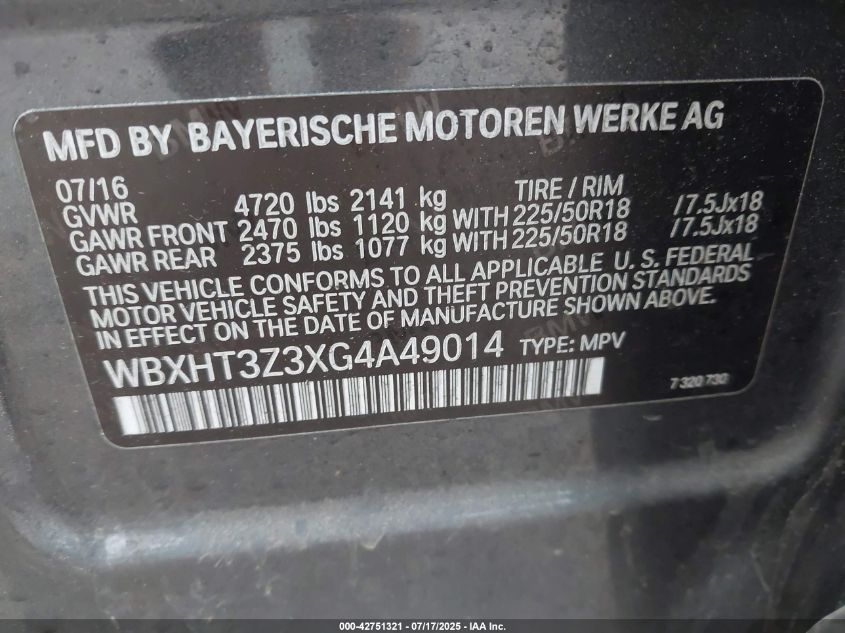 MFD BY BAYERISCHE MOTOREN WERKE AG
07/16 TIRE / RIM
GVWR 4720 lbs 2141 kg
GAWR FRONT 2470 lbs 1120 kg WITH 225/50R18 / 7.5Jx18
GAWR REAR 2375 lbs 1077 kg WITH 225/50R18 / 7.5Jx18
THIS VEHICLE CONFORMS TO ALL APPLICABLE U. S. FEDERAL
MOTOR VEHICLE SAFETY AND THEFT PREVENTION STANDARDS
IN EFFECT ON THE DATE OF MANUFACTURE SHOWN ABOVE.
WBXHT3Z3XG4A49014 TYPE: MPV
7 320 730
000-42751321 | 07/17/2025 - IAA Inc.